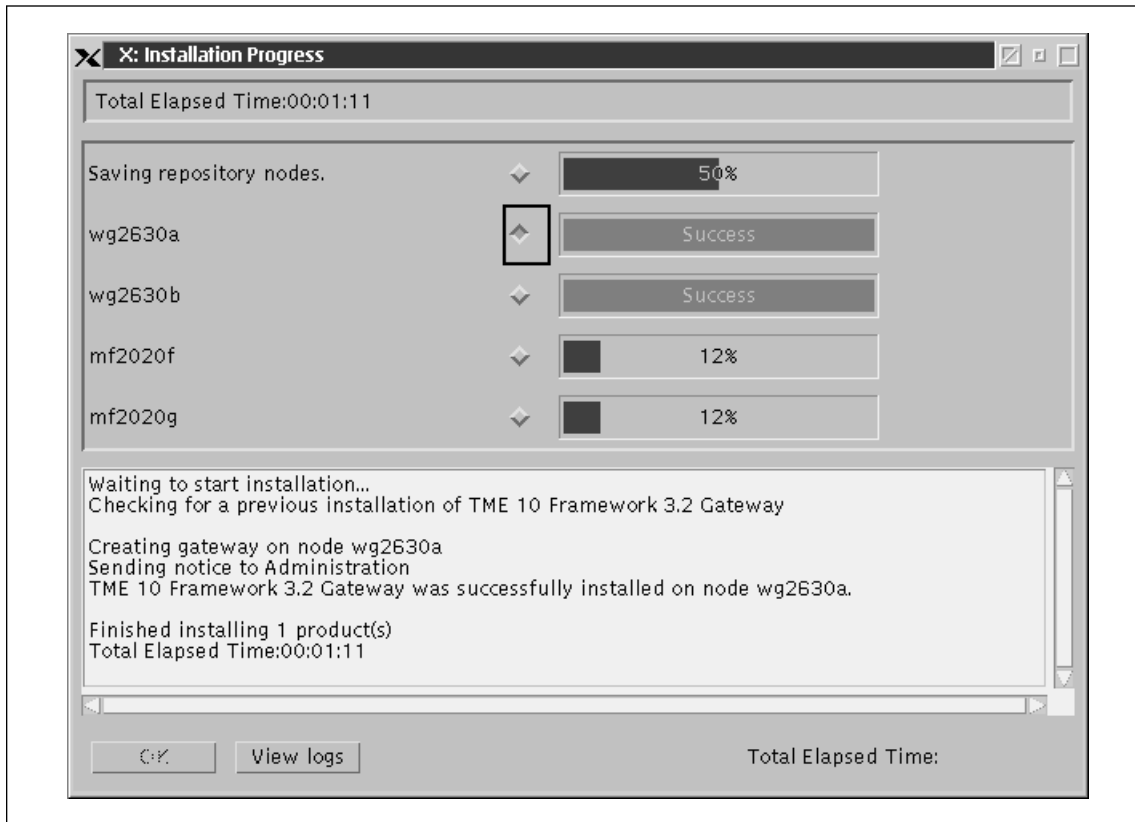 X: Installation Progress
Total Elapsed Time:00:01:11
Saving repository nodes.
50%
wg2630a
Success
wg2630b
Success
mf2020f
12%
mf2020g
12%
Waiting to start installation...
Checking for a previous installation of TME 10 Framework 3.2 Gateway
Creating gateway on node wg2630a
Sending notice to Administration
TME 10 Framework 3.2 Gateway was successfully installed on node wg2630a.
Finished installing 1 product(s)
Total Elapsed Time:00:01:11
OK
View logs
Total Elapsed Time: